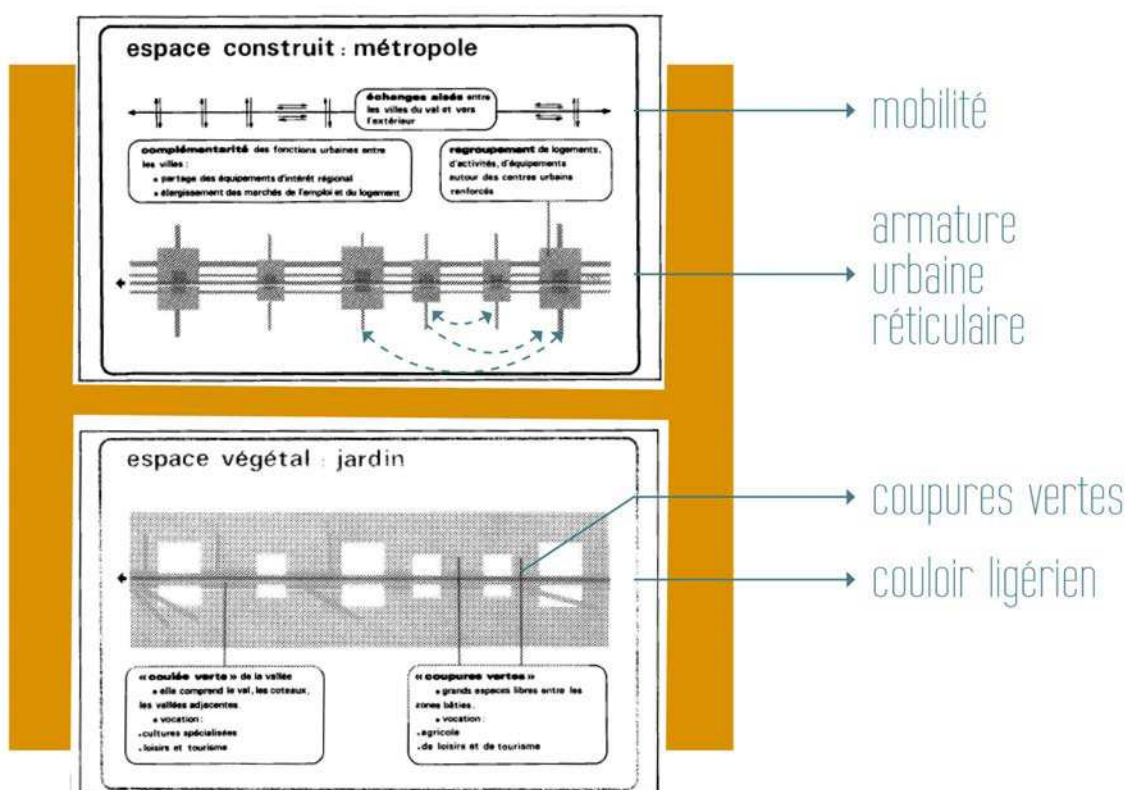 espace construit : métropole
échanges aisés entre
les villes du val et vers
l'extérieur
complémentarité des fonctions urbaines entre
les villes :
• partage des équipements d'intérêt régional
• élargissement des marchés de l'emploi et du logement
regroupement de logements,
d'activités, d'équipements
autour des centres urbains
renforcés
mobilité
armature
urbaine
réticulaire
espace végétal : jardin
« coulée verte » de la vallée
• elle comprend le val, les coteaux,
les vallées adjacentes.
• vocation :
.cultures spécialisées
.loisirs et tourisme
« coupures vertes »
• grands espaces libres entre les
zones bâties.
• vocation :
.agricole
.de loisirs et de tourisme
coupures vertes
couloir ligérien